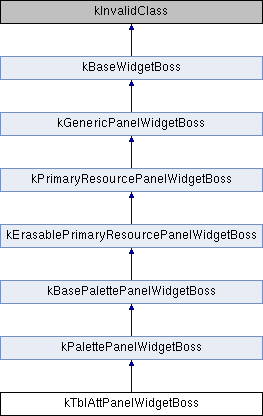 kInvalidClass
kBaseWidgetBoss
kGenericPanelWidgetBoss
kPrimaryResourcePanelWidgetBoss
kErasablePrimaryResourcePanelWidgetBoss
kBasePalettePanelWidgetBoss
kPalettePanelWidgetBoss
kTblAttPanelWidgetBoss